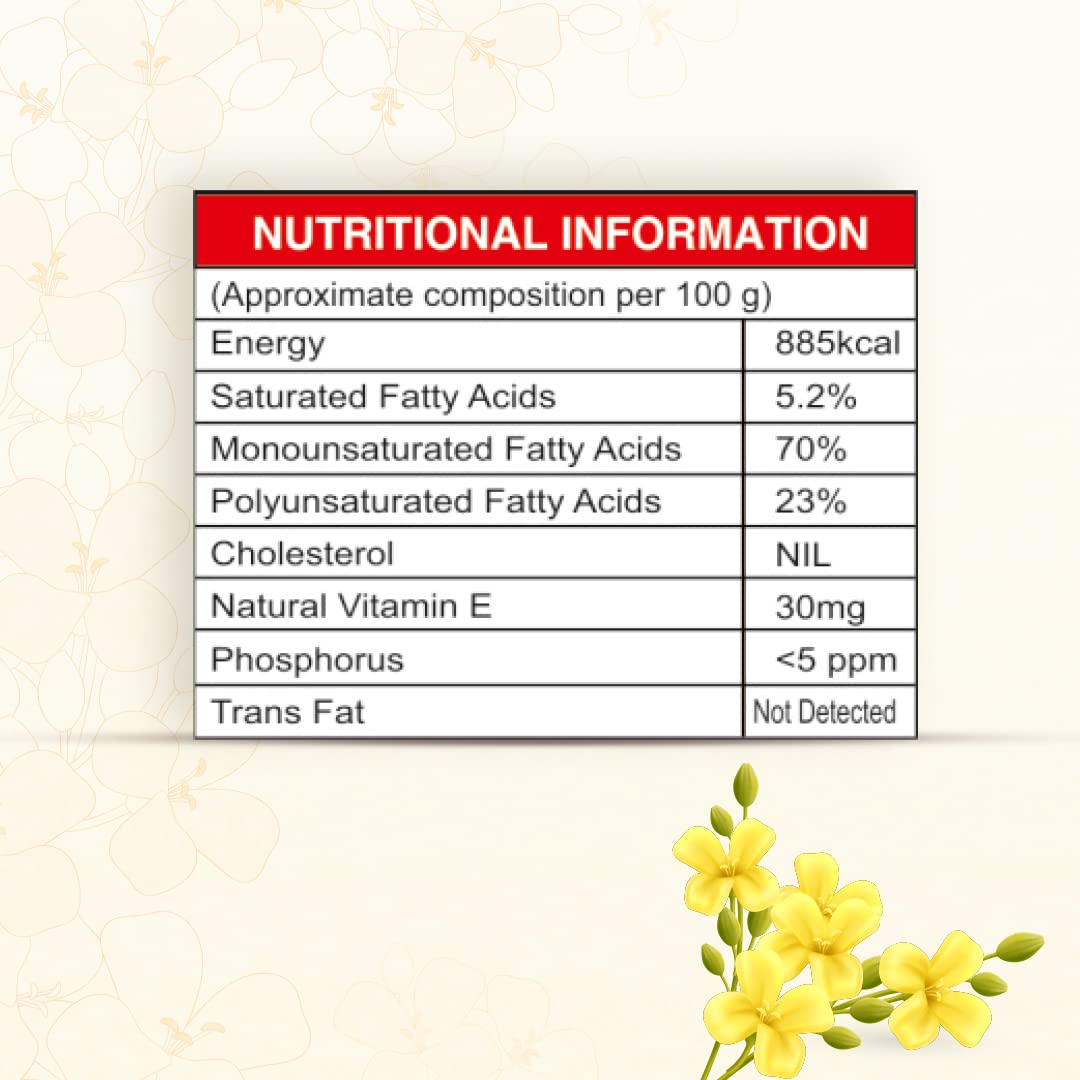 NUTRITIONAL INFORMATION
(Approximate composition per 100 g)
Energy 885kcal
Saturated Fatty Acids 5.2%
Monounsaturated Fatty Acids 70%
Polyunsaturated Fatty Acids 23%
Cholesterol NIL
Natural Vitamin E 30mg
Phosphorus <5 ppm
Trans Fat Not Detected